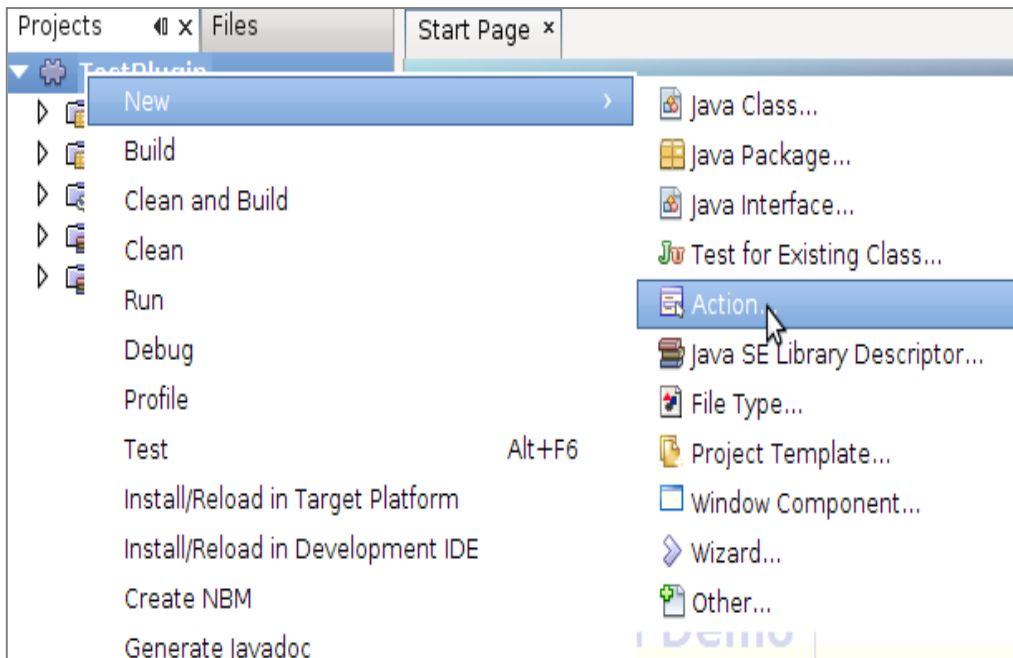 Projects
Files
Start Page
TestPlugin
New
Build
Clean and Build
Clean
Run
Debug
Profile
Test Alt+F6
Install/Reload in Target Platform
Install/Reload in Development IDE
Create NBM
Generate Javadoc
Java Class...
Java Package...
Java Interface...
Test for Existing Class...
Action...
Java SE Library Descriptor...
File Type...
Project Template...
Window Component...
Wizard...
Other...
Demo